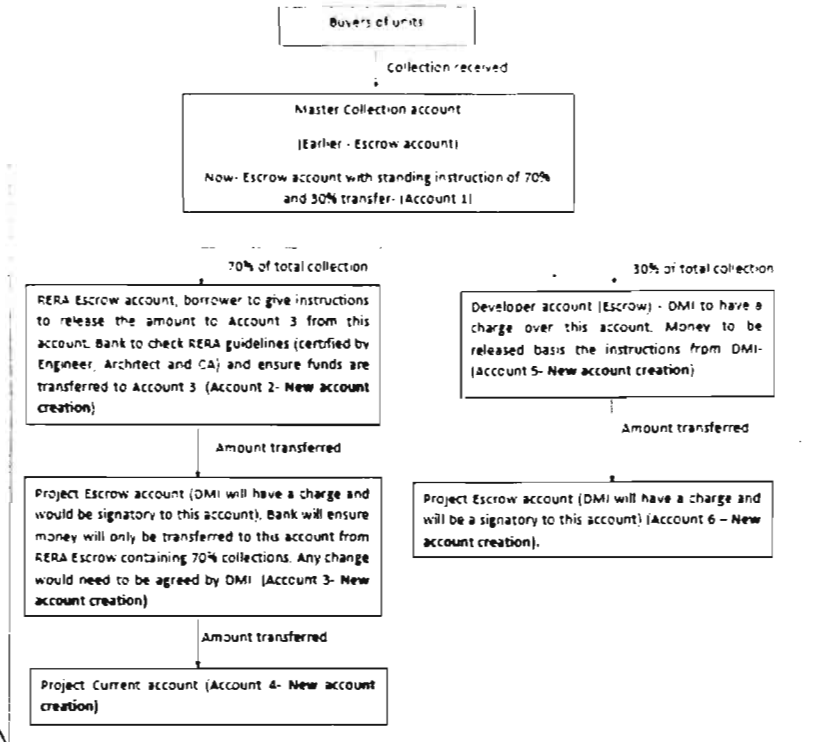 Buyers of units
Collection received
Master Collection account
(Earlier - Escrow account)
Now- Escrow account with standing instruction of 70%
and 30% transfer- (Account 1)
70% of total collection
30% of total collection
RERA Escrow account, borrower to give instructions
to release the amount to Account 3 from this
account. Bank to check RERA guidelines (certified by
Engineer, Architect and CA) and ensure funds are
transferred to Account 3 (Account 2- New account
creation)
Developer account (Escrow) - DMI to have a
charge over this account. Money to be
released basis the instructions from DMI-
(Account 5- New account creation)
Amount transferred
Amount transferred
Project Escrow account (DMI will have a charge and
would be signatory to this account). Bank will ensure
money will only be transferred to this account from
RERA Escrow containing 70% collections. Any change
would need to be agreed by DMI. (Account 3- New
account creation)
Project Escrow account (DMI will have a charge and
will be a signatory to this account) (Account 6 – New
account creation).
Amount transferred
Project Current account (Account 4- New account
creation)